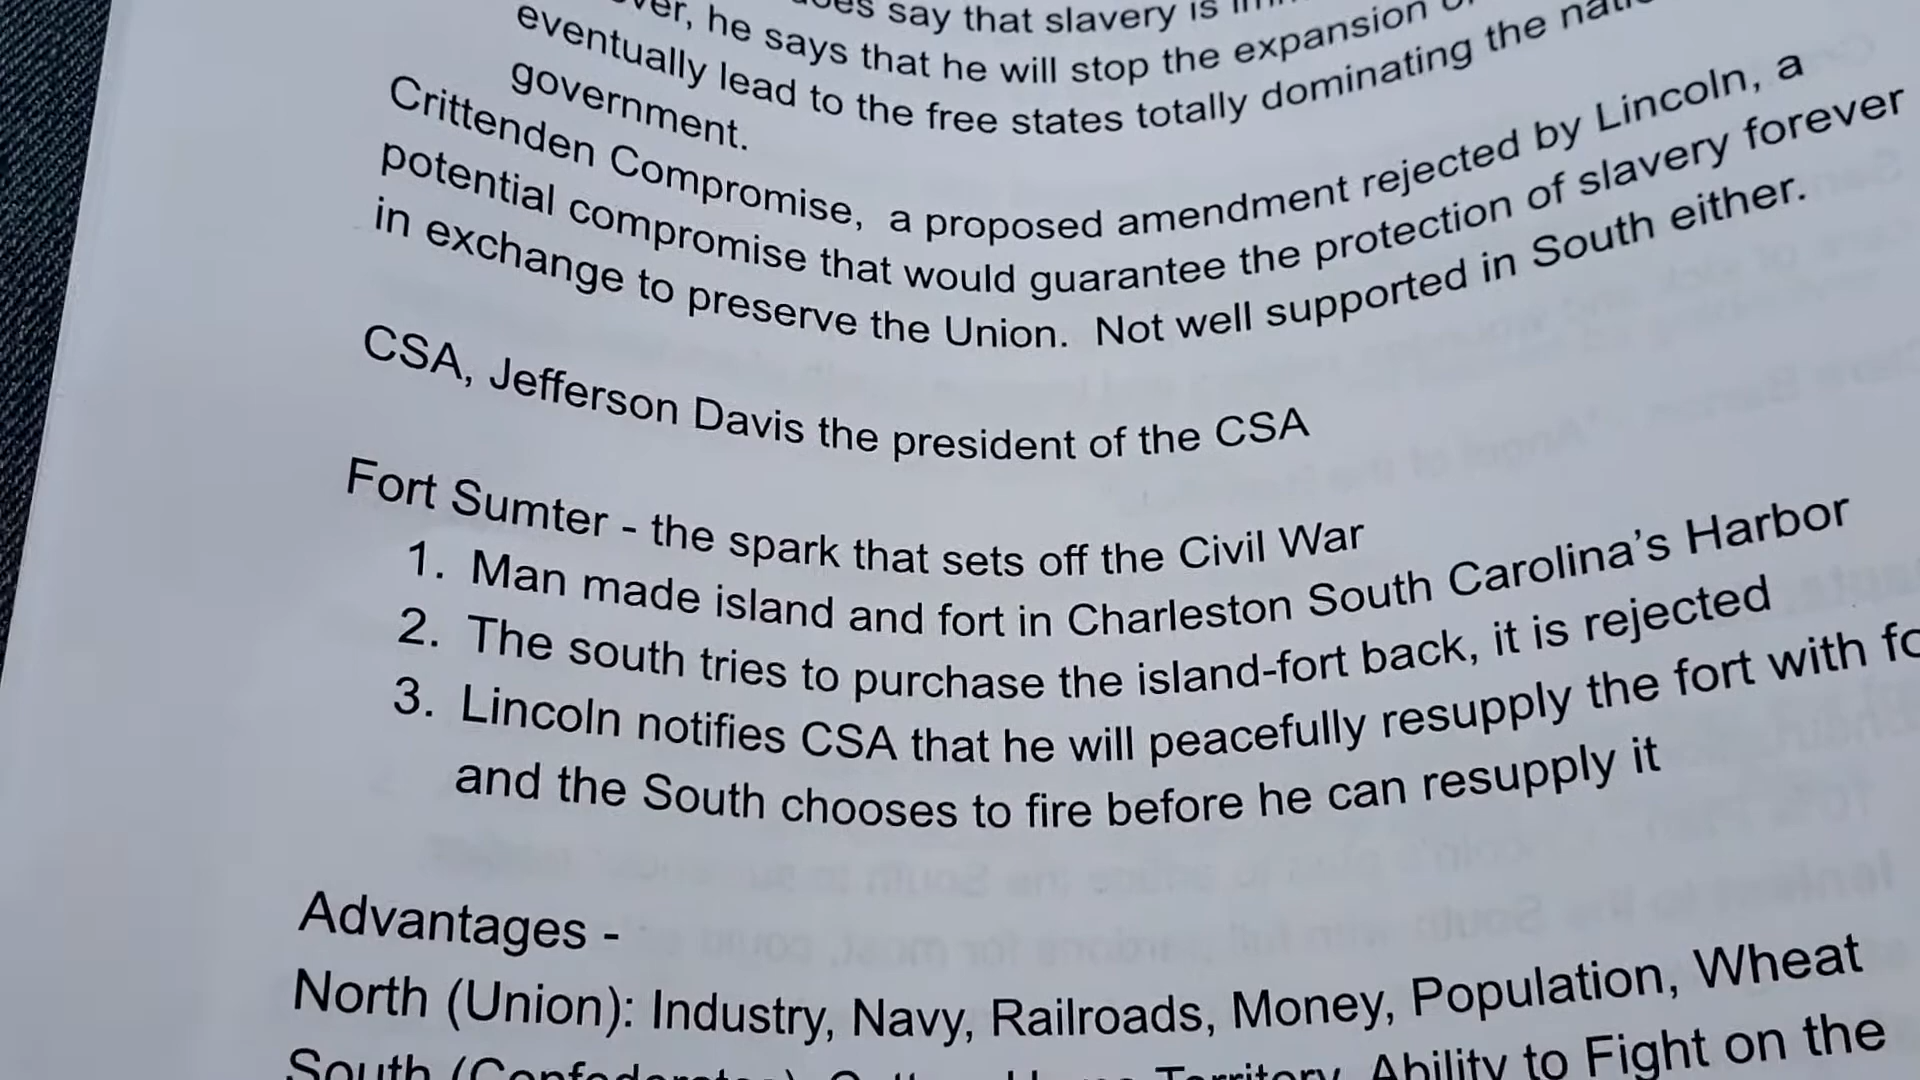 say that slavery is
he says that he will stop the expansion
eventually lead to the free states totally dominating the
government.
Crittenden Compromise, a proposed amendment rejected by Lincoln, a
potential compromise that would guarantee the protection of slavery forever
in exchange to preserve the Union. Not well supported in South either.
CSA, Jefferson Davis the president of the CSA
Fort Sumter - the spark that sets off the Civil War
1. Man made island and fort in Charleston South Carolina's Harbor
2. The south tries to purchase the island-fort back, it is rejected
3. Lincoln notifies CSA that he will peacefully resupply the fort with
and the South chooses to fire before he can resupply it
Advantages -
North (Union): Industry, Navy, Railroads, Money, Population, Wheat
South Territory, Ability to Fight on the